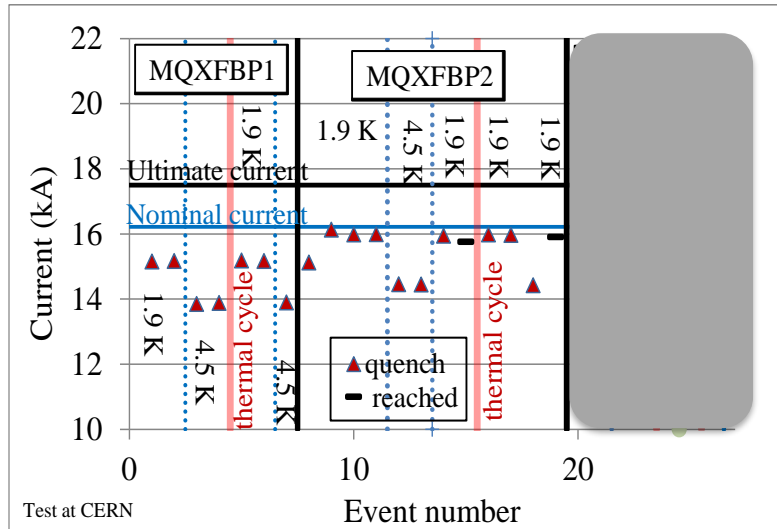 22
20
18
16
14
12
10
Current (kA)
MQXFBP1
MQXFBP2
1.9 K
1.9 K
4.5 K
1.9 K
1.9 K
1.9 K
Ultimate current
Nominal current
1.9 K
4.5 K
thermal cycle
4.5 K
quench
reached
thermal cycle
0
10
20
Event number
Test at CERN